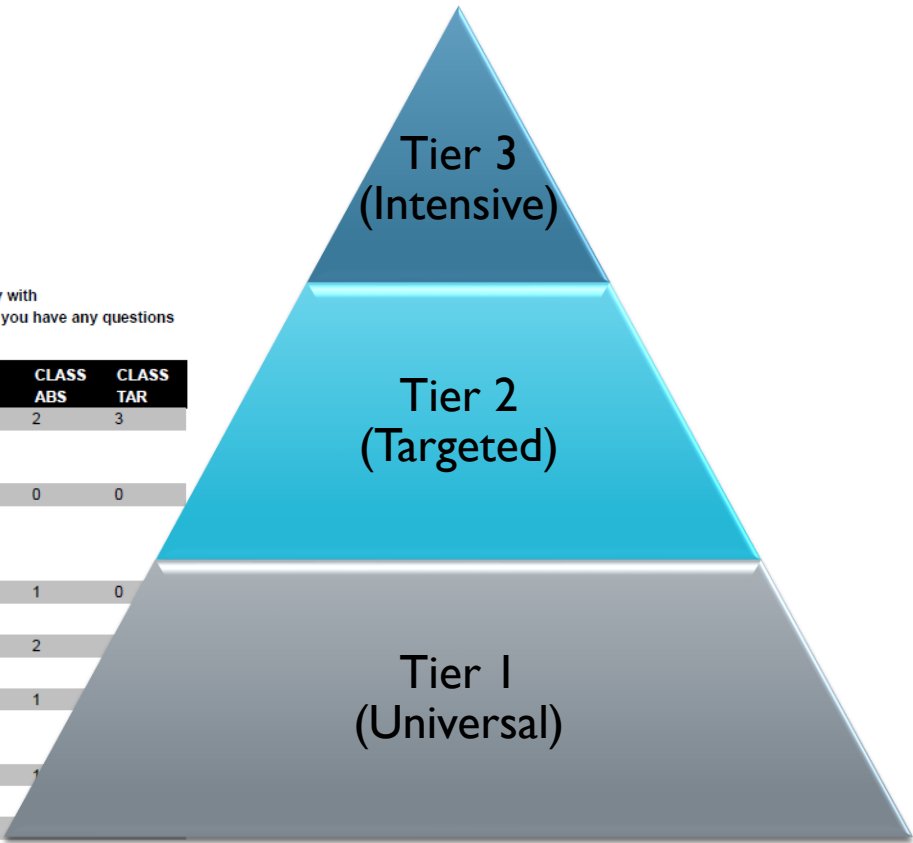 Tier 3
(Intensive)
with
you have any questions
CLASS CLASS
ABS TAR
2 3
Tier 2
(Targeted)
0 0
1 0
2
Tier 1
(Universal)
1
1